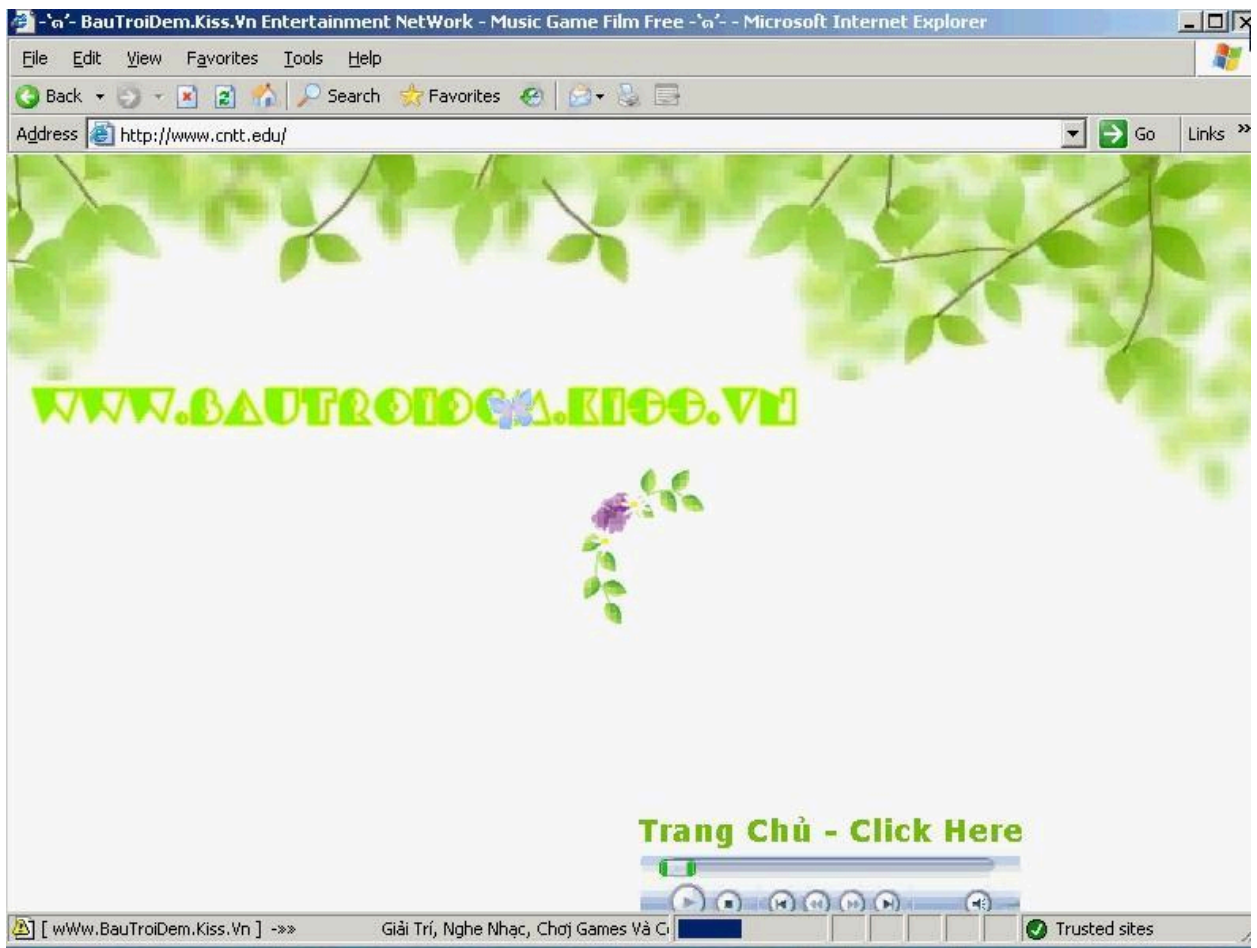 -`๓´- BauTroiDem.Kiss.Vn Entertainment NetWork - Music Game Film Free -`๓´- - Microsoft Internet Explorer
File Edit View Favorites Tools Help
Back Search Favorites
Address http://www.cntt.edu/ Go Links »
Trang Chủ - Click Here
[ wWw.BauTroiDem.Kiss.Vn ] -»» Giải Trí, Nghe Nhạc, Chơi Games Và Trusted sites